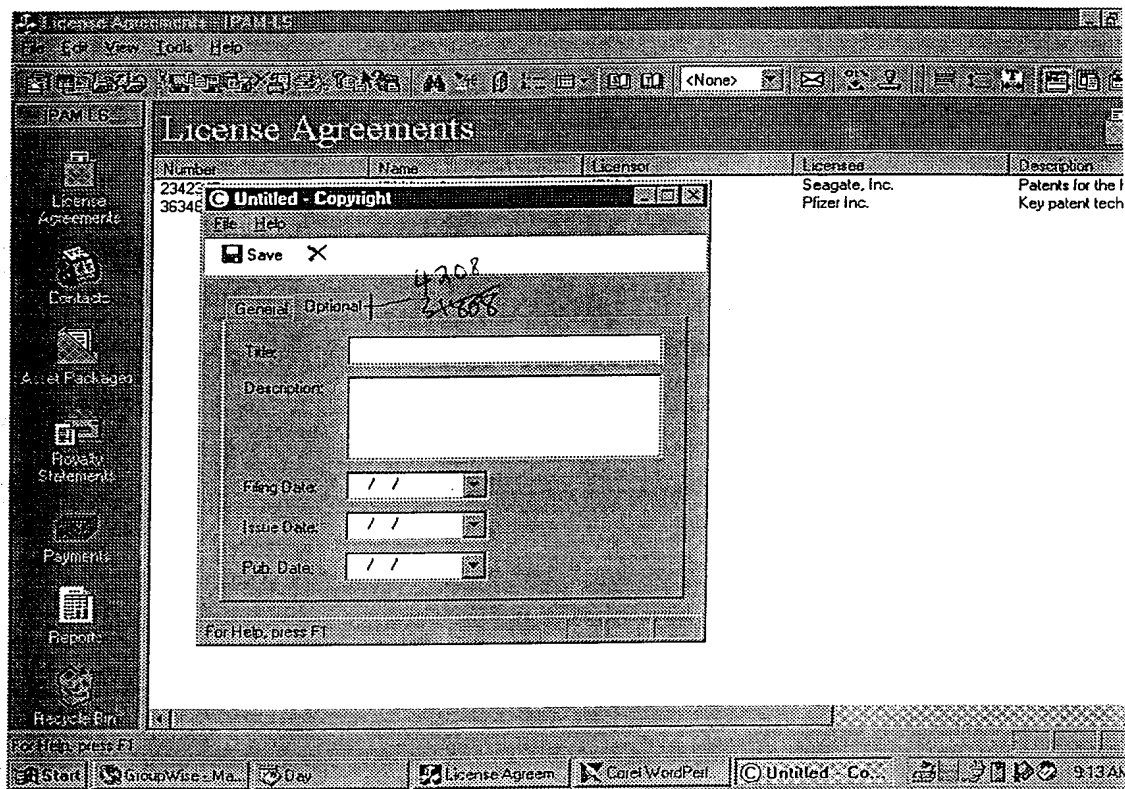 License Agreements - IPAM LS
File Edit View Tools Help
<None>
IPAM LS
License Agreements
Number Name Licensor Licensee Description
Seagate, Inc. Patents for the
Pfizer Inc. Key patent tech
License
Agreements
Contacts
Asset Packages
Royalty
Statements
Payments
Reports
Recycle Bin
Untitled - Copyright
File Help
Save
4208
General Optional
Title:
Description:
Filing Date: / /
Issue Date: / /
Pub. Date: / /
For Help, press F1
For Help, press F1
Start GroupWise - Ma... Day License Agreem Corel WordPerf. © Untitled - Co... 9:13 AM